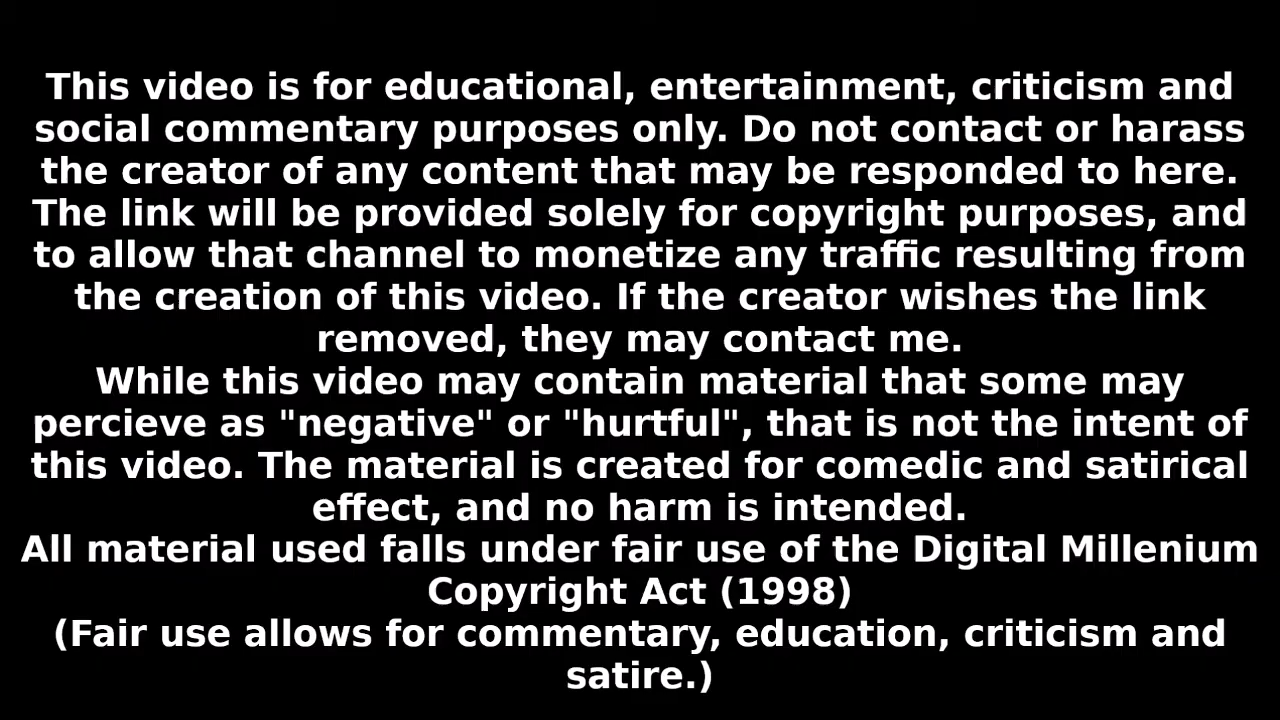 This video is for educational, entertainment, criticism and
social commentary purposes only. Do not contact or harass
the creator of any content that may be responded to here.
The link will be provided solely for copyright purposes, and
to allow that channel to monetize any traffic resulting from
the creation of this video. If the creator wishes the link
removed, they may contact me.
While this video may contain material that some may
percieve as "negative" or "hurtful", that is not the intent of
this video. The material is created for comedic and satirical
effect, and no harm is intended.
All material used falls under fair use of the Digital Millenium
Copyright Act (1998)
(Fair use allows for commentary, education, criticism and
satire.)